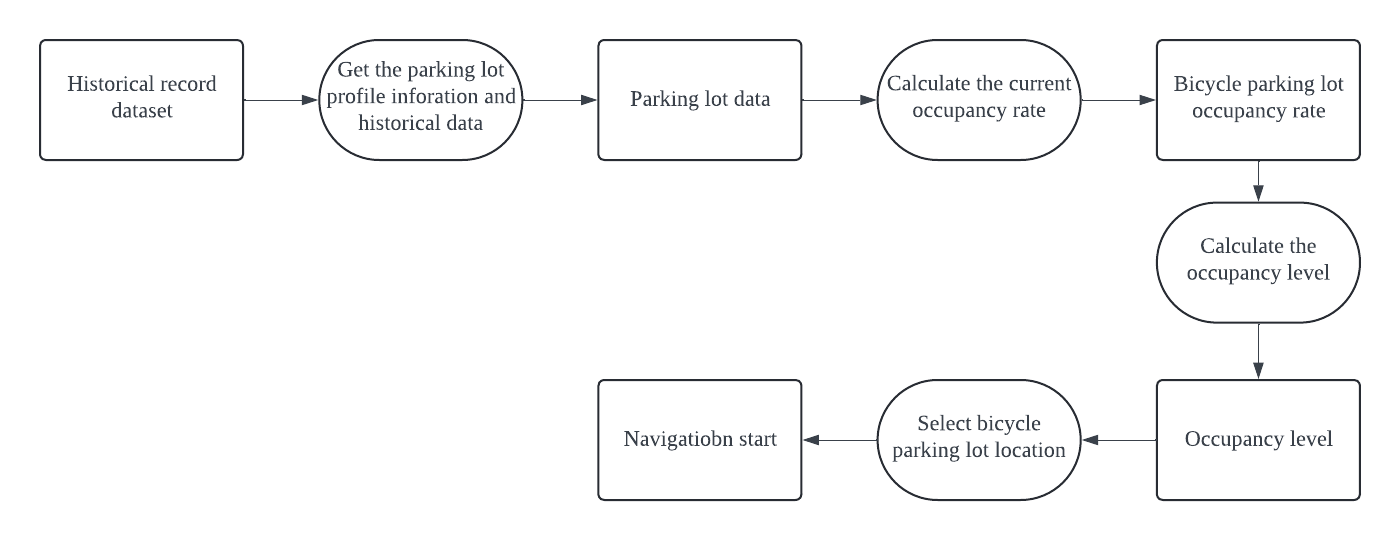 Historical record
dataset
Get the parking lot
profile inforation and
historical data
Parking lot data
Calculate the current
occupancy rate
Bicycle parking lot
occupancy rate
Calculate the
occupancy level
Occupancy level
Select bicycle
parking lot location
Navigatiobn start